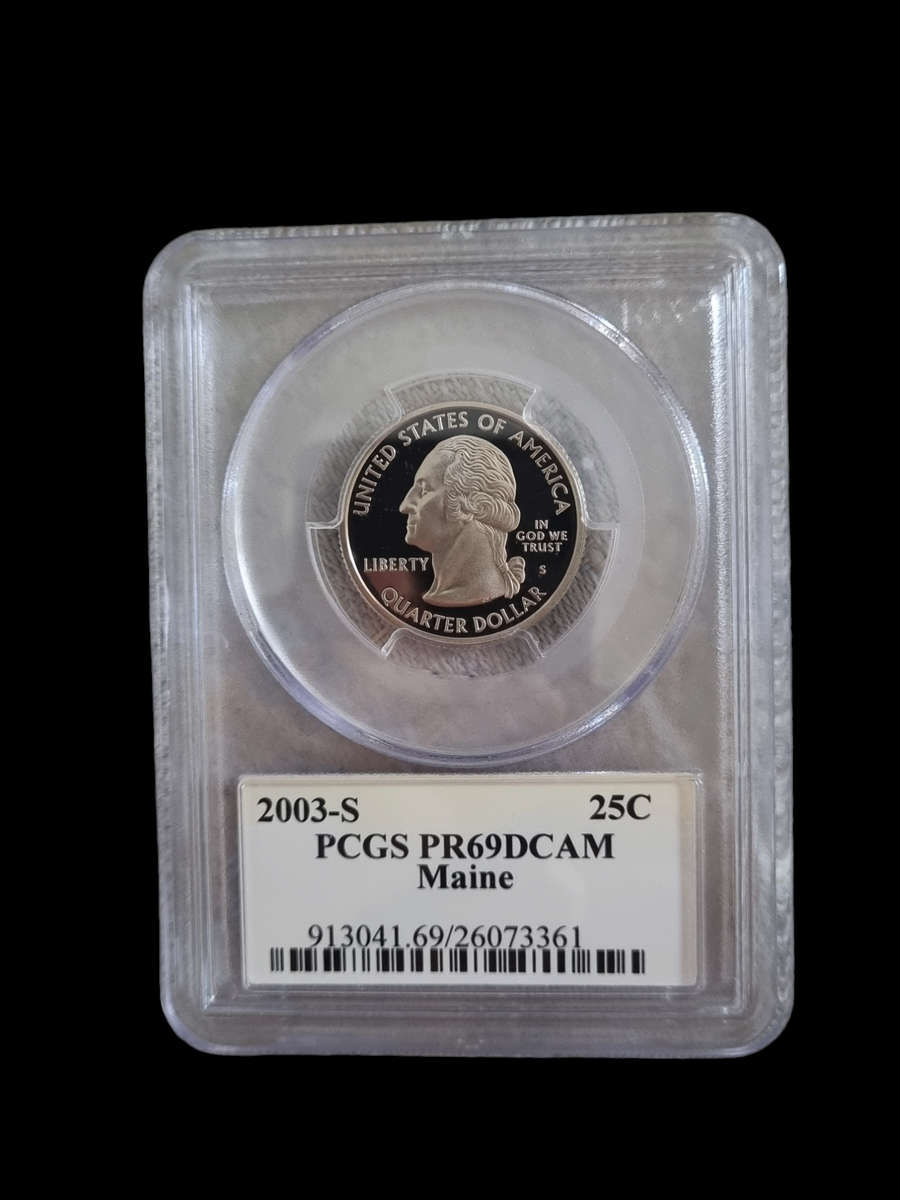 UNITED STATES OF AMERICA
IN
GOD WE
TRUST
LIBERTY
S
QUARTER DOLLAR
2003-S 25C
PCGS PR69DCAM
Maine
913041.69/26073361